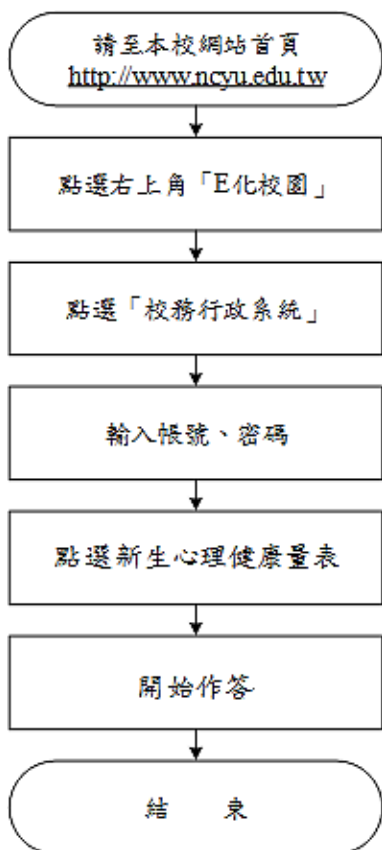 請至本校網站首頁
http://www.ncyu.edu.tw
點選右上角「E化校園」
點選「校務行政系統」
輸入帳號、密碼
點選新生心理健康量表
開始作答
結　　束